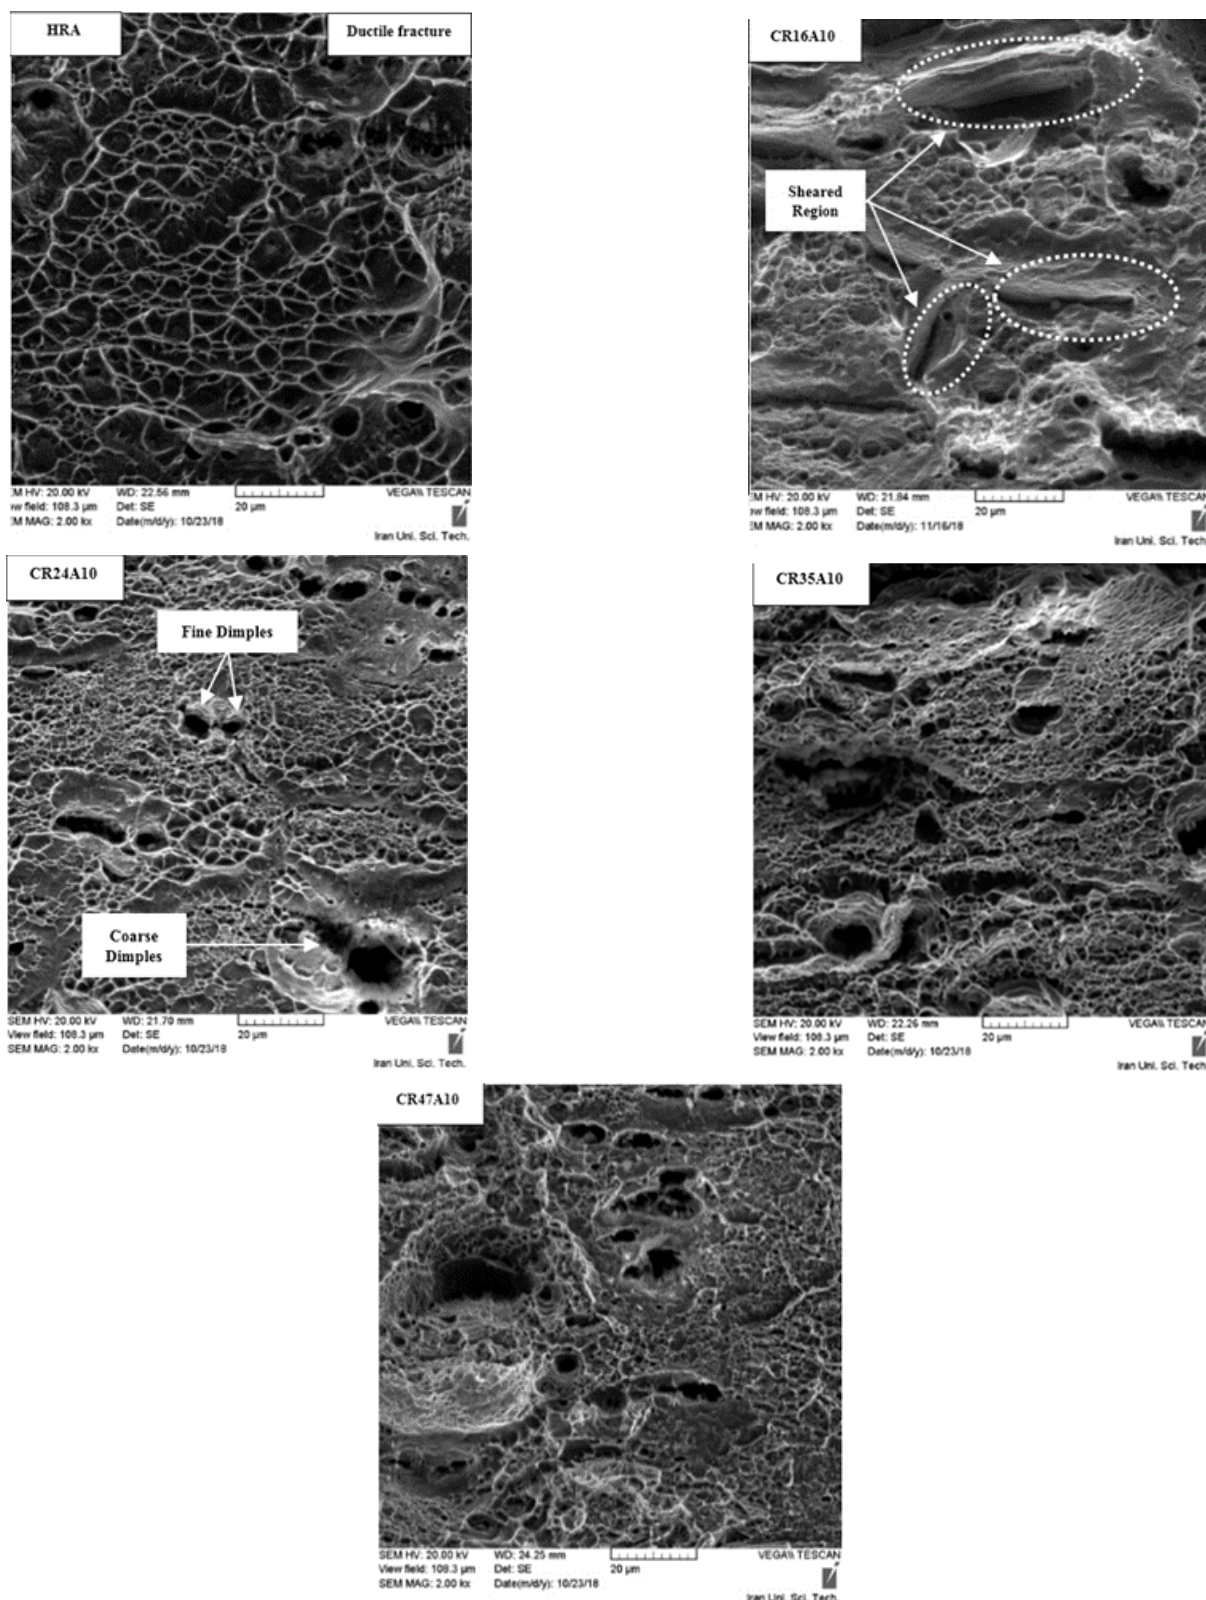 HRA
Ductile fracture
EM HV: 20.00 kV WD: 22.56 mm
ew field: 108.3 µm Det: SE 20 µm
EM MAG: 2.00 kx Date(m/d/y): 10/23/18
VEGA\\ TESCAN
Iran Uni. Sci. Tech.
CR16A10
Sheared
Region
EM HV: 20.00 kV WD: 21.84 mm
ew field: 108.3 µm Det: SE 20 µm
EM MAG: 2.00 kx Date(m/d/y): 11/16/18
VEGA\\ TESCAN
Iran Uni. Sci. Tech.
CR24A10
Fine Dimples
Coarse
Dimples
SEM HV: 20.00 kV WD: 21.70 mm
View field: 108.3 µm Det: SE 20 µm
SEM MAG: 2.00 kx Date(m/d/y): 10/23/18
VEGA\\ TESCAN
Iran Uni. Sci. Tech.
CR35A10
SEM HV: 20.00 kV WD: 22.26 mm
View field: 108.3 µm Det: SE 20 µm
SEM MAG: 2.00 kx Date(m/d/y): 10/23/18
VEGA\\ TESCAN
Iran Uni. Sci. Tech.
CR47A10
SEM HV: 20.00 kV WD: 24.25 mm
View field: 108.3 µm Det: SE 20 µm
SEM MAG: 2.00 kx Date(m/d/y): 10/23/18
VEGA\\ TESCAN
Iran Uni. Sci. Tech.